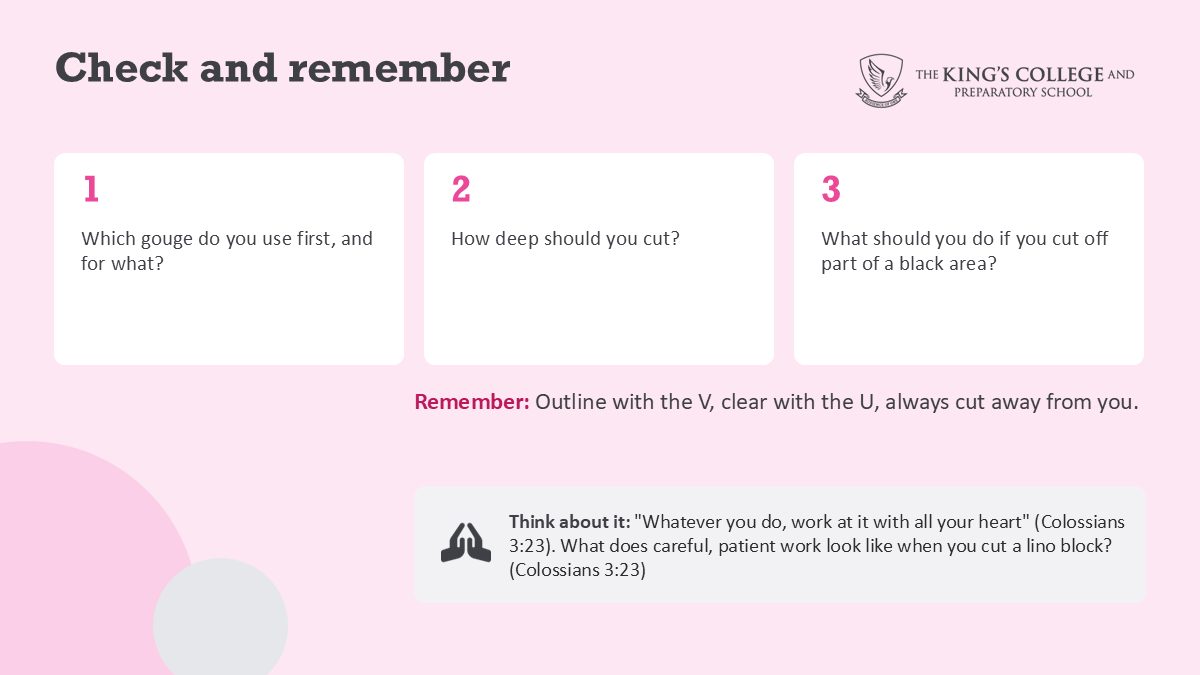 Check and remember
THE KING'S COLLEGE AND
PREPARATORY SCHOOL
1
Which gouge do you use first, and
for what?
2
How deep should you cut?
3
What should you do if you cut off
part of a black area?
Remember: Outline with the V, clear with the U, always cut away from you.
Think about it: "Whatever you do, work at it with all your heart" (Colossians
3:23). What does careful, patient work look like when you cut a lino block?
(Colossians 3:23)